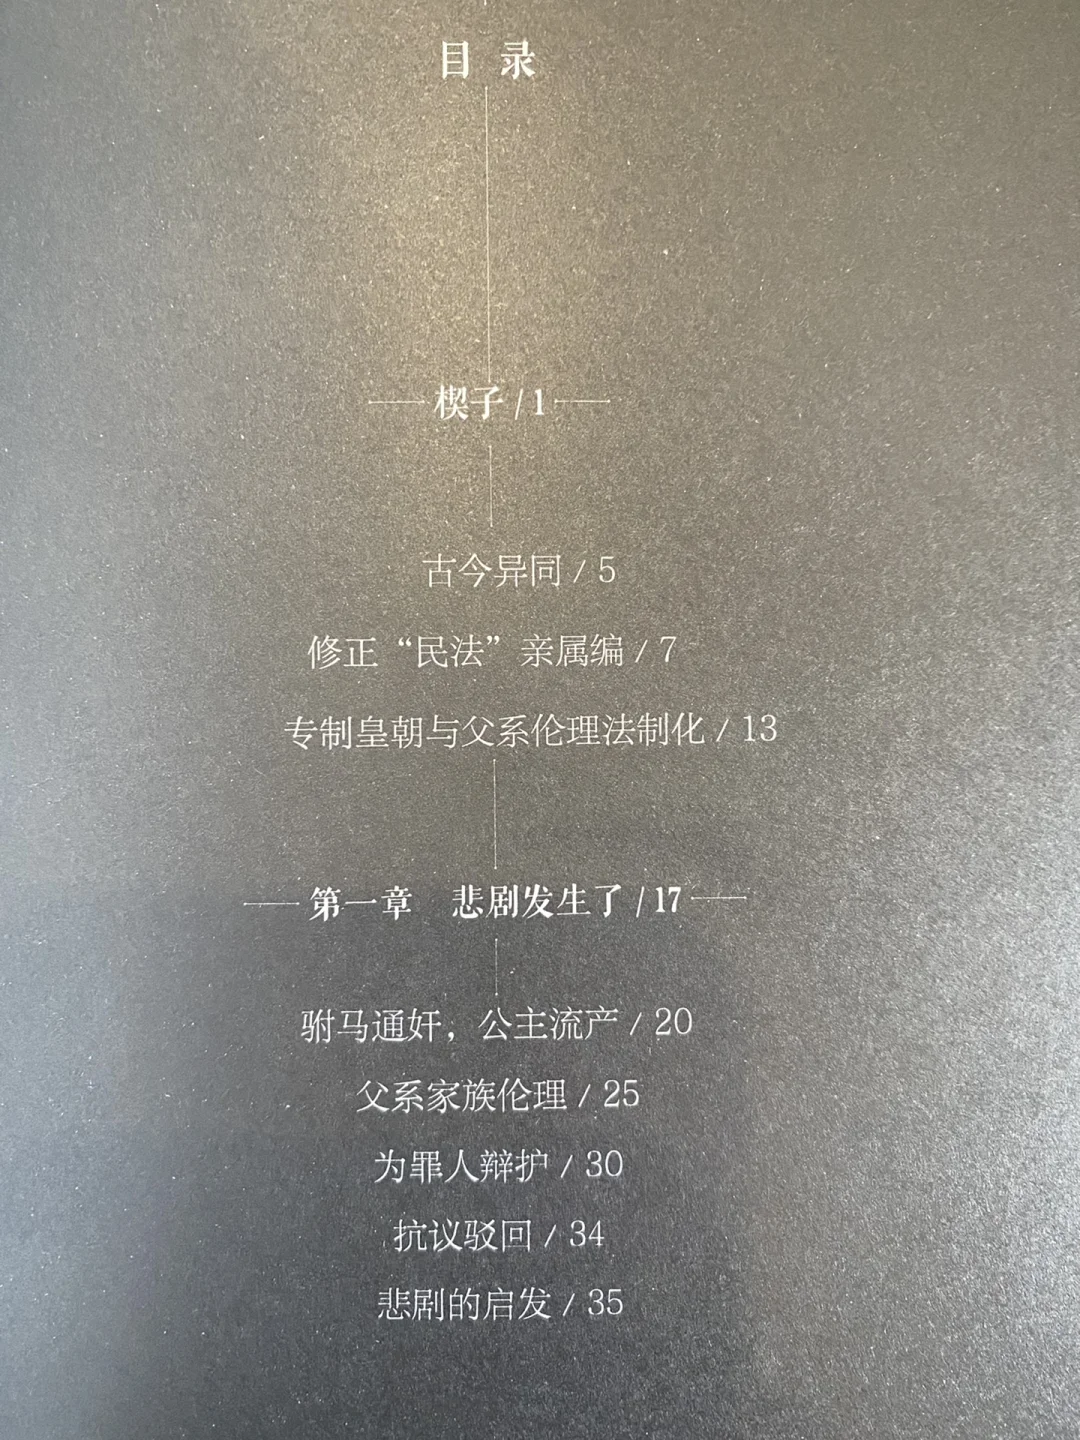 目 录
楔子 / 1
古今异同 / 5
修正“民法”亲属编 / 7
专制皇朝与父系伦理法制化 / 13
第一章 悲剧发生了 / 17
驸马通奸，公主流产 / 20
父系家族伦理 / 25
为罪人辩护 / 30
抗议驳回 / 34
悲剧的启发 / 35